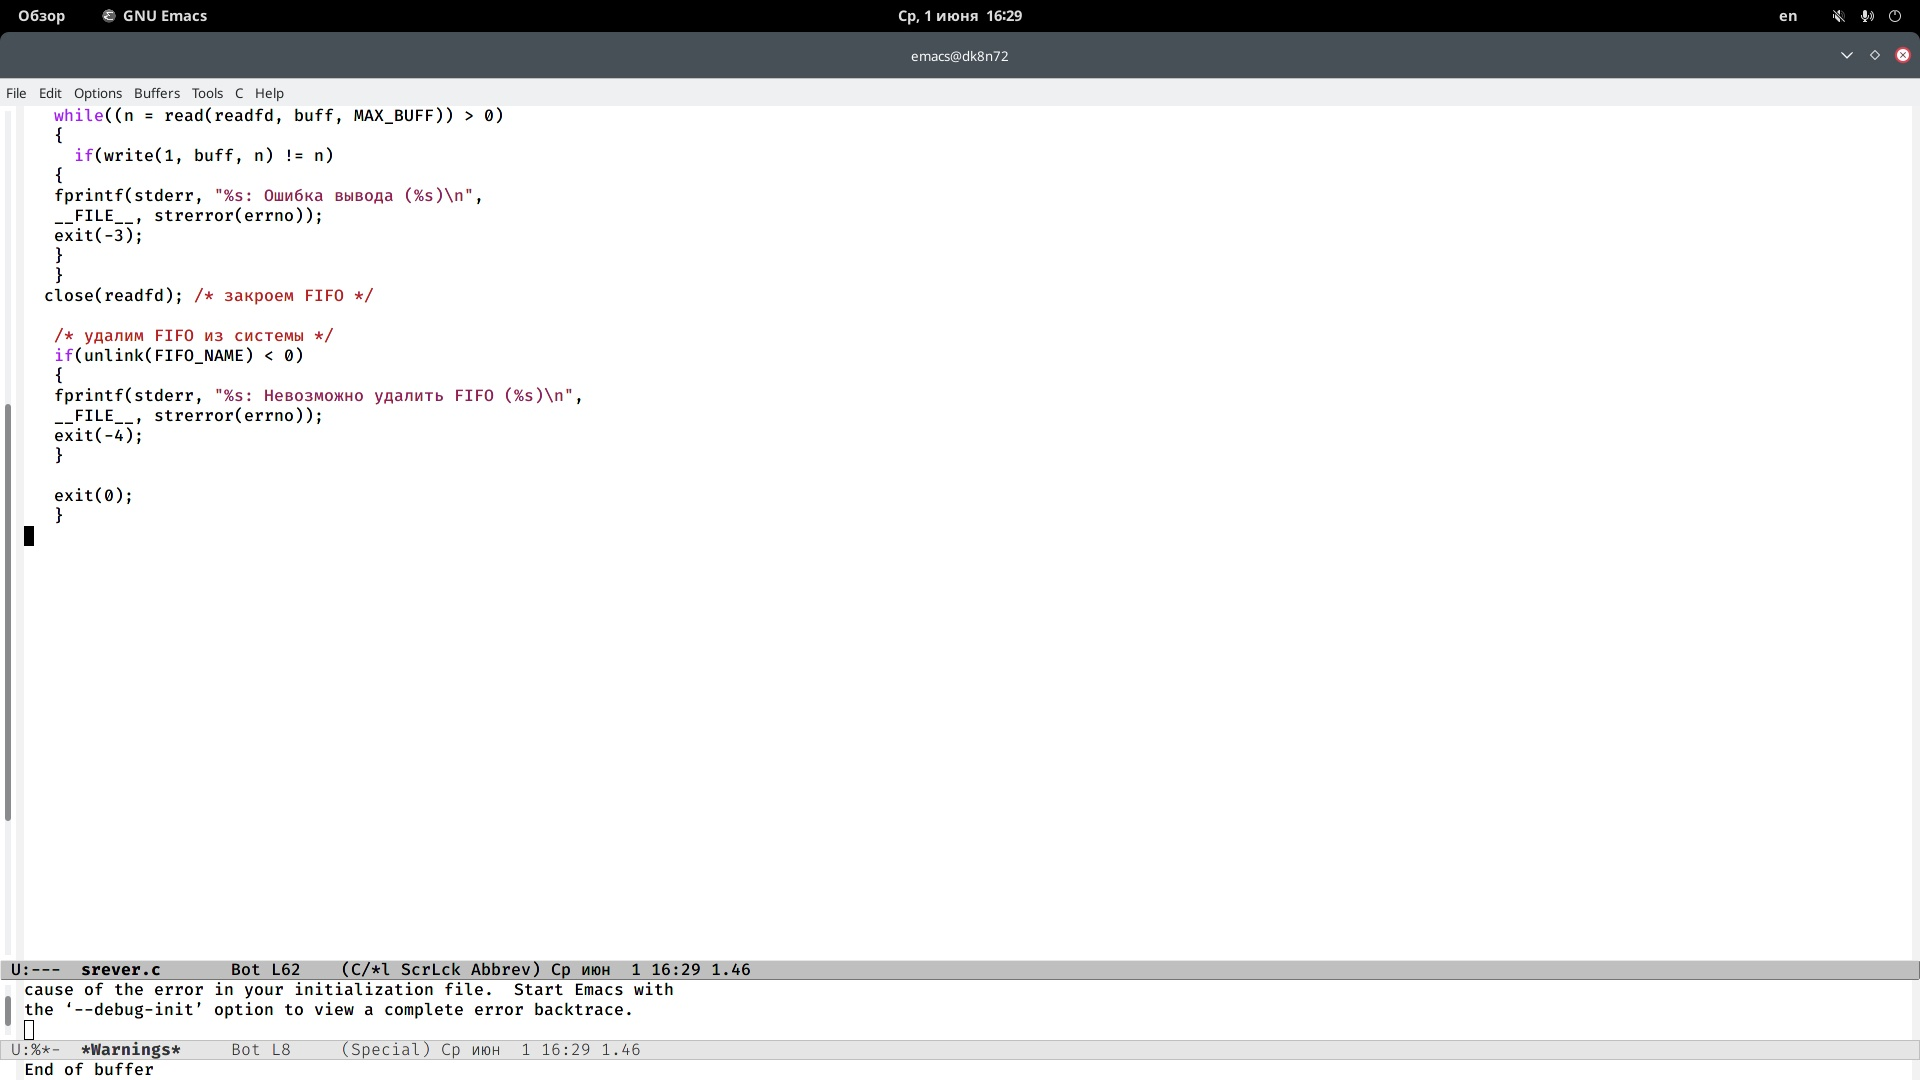 Обзор GNU Emacs Ср, 1 июня 16:29 en
emacs@dk8n72
File Edit Options Buffers Tools C Help
while((n = read(readfd, buff, MAX_BUFF)) > 0)
{
if(write(1, buff, n) != n)
{
fprintf(stderr, "%s: Ошибка вывода (%s)\n",
__FILE__, strerror(errno));
exit(-3);
}
}
close(readfd); /* закроем FIFO */
/* удалим FIFO из системы */
if(unlink(FIFO_NAME) < 0)
{
fprintf(stderr, "%s: Невозможно удалить FIFO (%s)\n",
__FILE__, strerror(errno));
exit(-4);
}
exit(0);
}
U:--- srever.c Bot L62 (C/*l ScrLck Abbrev) Ср июн 1 16:29 1.46
cause of the error in your initialization file. Start Emacs with
the ‘--debug-init’ option to view a complete error backtrace.
U:%*- *Warnings* Bot L8 (Special) Ср июн 1 16:29 1.46
End of buffer